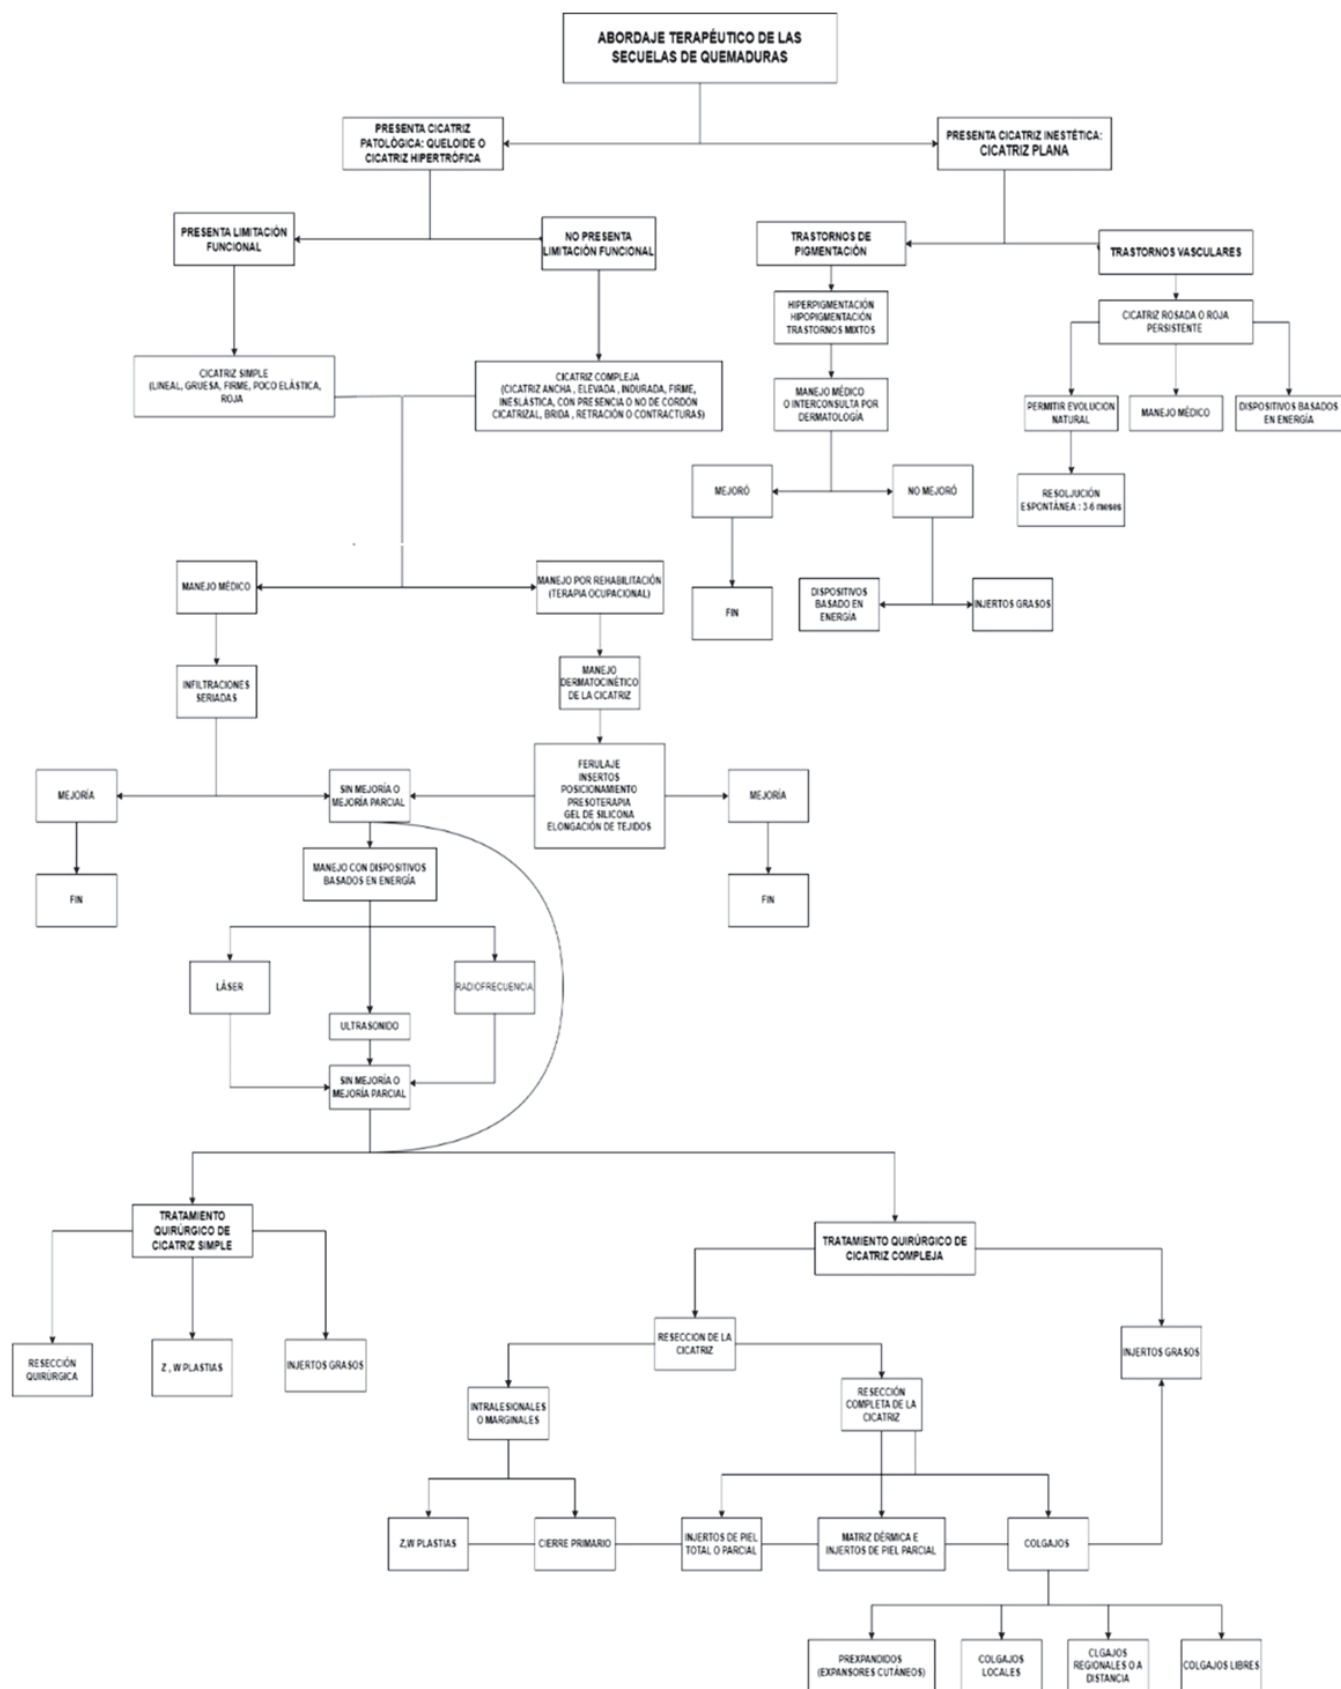 ABORDAJE TERAPÉUTICO DE LAS
SECUELAS DE QUEMADURAS
PRESENTA CICATRIZ
PATOLÓGICA: QUELOIDE O
CICATRIZ HIPERTRÓFICA
PRESENTA CICATRIZ INESTÉTICA:
CICATRIZ PLANA
PRESENTA LIMITACIÓN
FUNCIONAL
NO PRESENTA
LIMITACIÓN FUNCIONAL
TRASTORNOS DE
PIGMENTACIÓN
TRASTORNOS VASCULARES
HIPERPIGMENTACIÓN
HIPOPIGMENTACIÓN
TRASTORNOS MIXTOS
CICATRIZ ROSADA O ROJA
PERSISTENTE
CICATRIZ SIMPLE
(LINEAL, GRUESA, FIRME, POCO ELÁSTICA,
ROJA
CICATRIZ COMPLEJA
(CICATRIZ ANCHA , ELEVADA , INDURADA, FIRME,
INESLÁSTICA, CON PRESENCIA O NO DE CORDÓN
CICATRIZAL, BRIDA , RETRACIÓN O CONTRACTURAS)
MANEJO MÉDICO
O INTERCONSULTA POR
DERMATOLOGÍA
PERMITIR EVOLUCION
NATURAL
MANEJO MÉDICO
DISPOSITIVOS BASADOS
EN ENERGÍA
MEJORÓ
NO MEJORÓ
RESOLJUCIÓN
ESPONTÁNEA : 3-6 meses
MANEJO MÉDICO
MANEJO POR REHABILITACIÓN
(TERAPIA OCUPACIONAL)
FIN
DISPOSITIVOS
BASADO EN
ENERGÍA
INJERTOS GRASOS
INFILTRACIONES
SERIADAS
MANEJO
DERMATOCINÉTICO
DE LA CICATRIZ
MEJORÍA
SIN MEJORÍA O
MEJORÍA PARCIAL
FERULAJE
INSERTOS
POSICIONAMIENTO
PRESOTERAPIA
GEL DE SILICONA
ELONGACIÓN DE TEJIDOS
MEJORÍA
FIN
MANEJO CON DISPOSITIVOS
BASADOS EN ENERGÍA
FIN
LÁSER
RADIOFRECUENCIA
ULTRASONIDO
SIN MEJORÍA O
MEJORÍA PARCIAL
TRATAMIENTO
QUIRÚRGICO DE
CICATRIZ SIMPLE
TRATAMIENTO QUIRÚRGICO DE
CICATRIZ COMPLEJA
RESECIÓN
QUIRÚRGICA
Z , W PLASTIAS
INJERTOS GRASOS
RESECCION DE LA
CICATRIZ
INJERTOS GRASOS
INTRALESIONALES
O MARGINALES
RESECIÓN
COMPLETA DE LA
CICATRIZ
Z,W PLASTIAS
CIERRE PRIMARIO
INJERTOS DE PIEL
TOTAL O PARCIAL
MATRIZ DÉRMICA E
INJERTOS DE PIEL PARCIAL
COLGAJOS
PREXPANDIDOS
(EXPANSORES CUTÁNEOS)
COLGAJOS
LOCALES
CLGAJOS
REGIONALES O A
DISTANCIA
COLGAJOS LIBRES